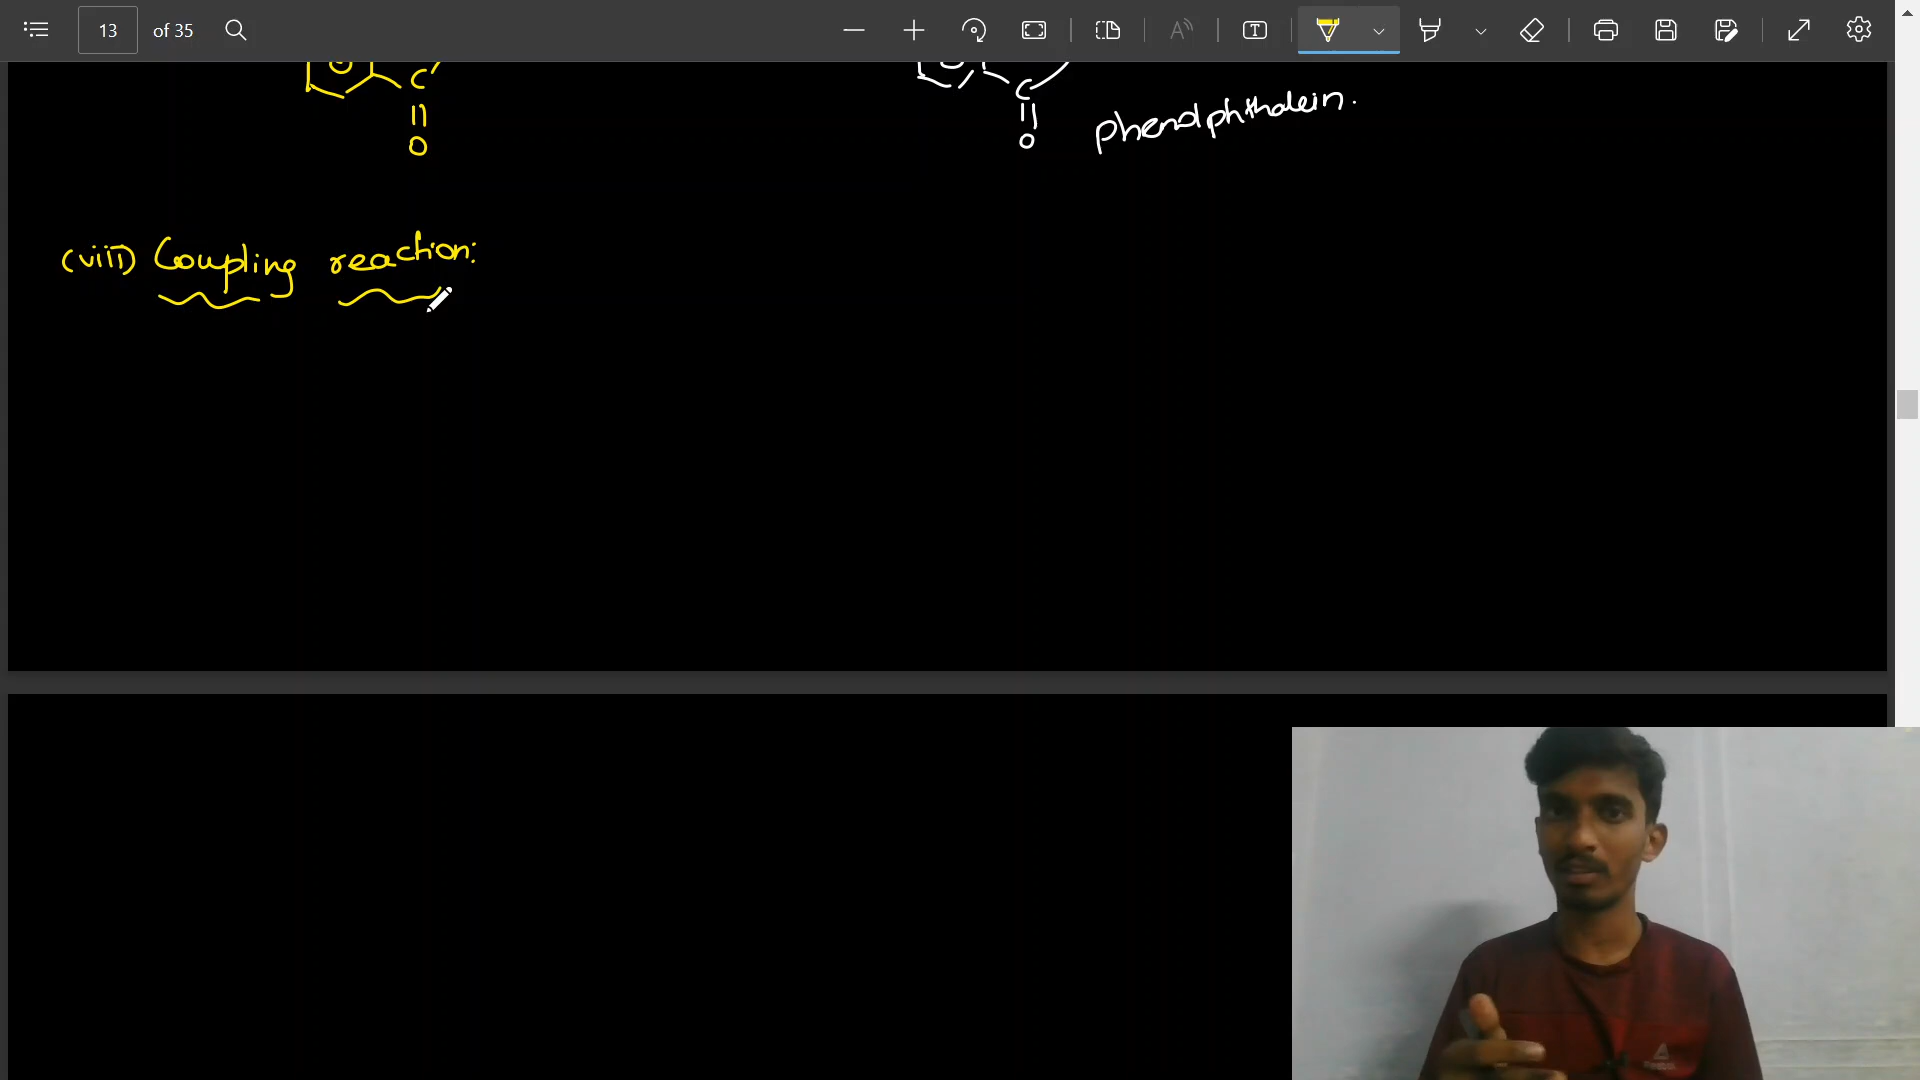 13 of 35
C
O
C
O
phenolphthalein.
(viii) Coupling reaction: